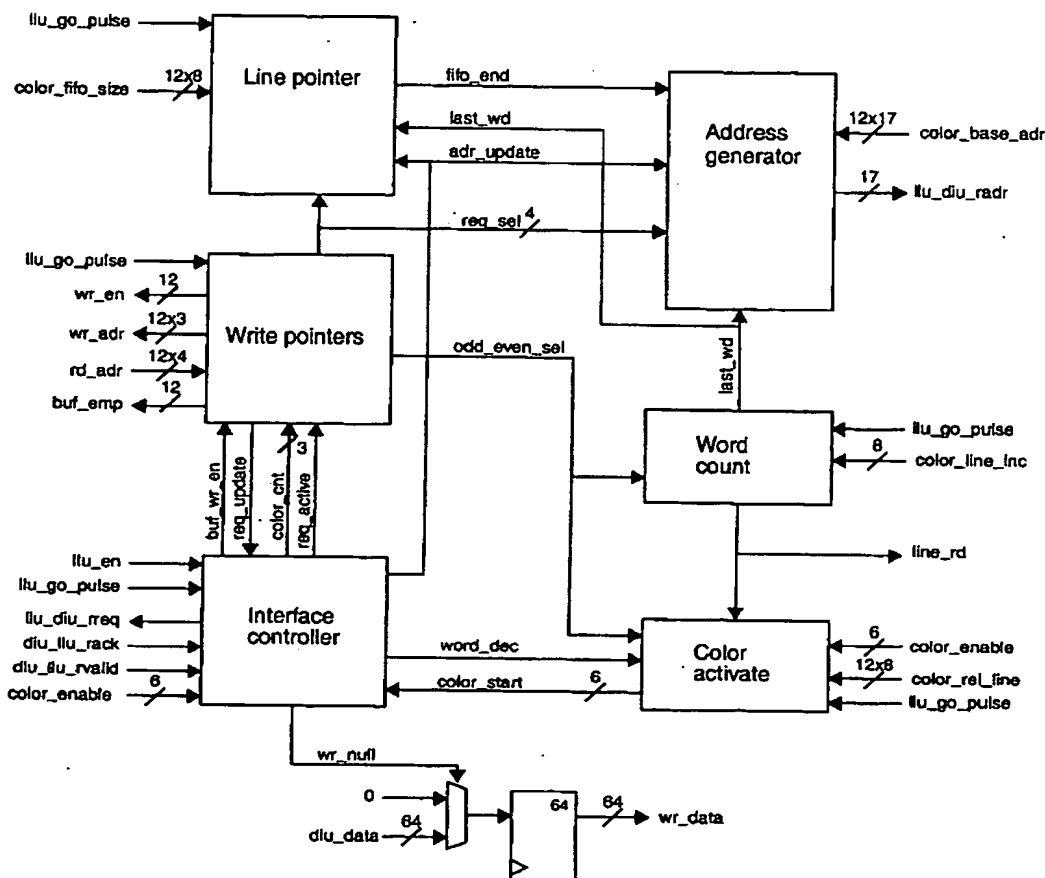 llu_go_pulse
color_fifo_size
12x8
Line pointer
fifo_end
last_wd
adr_update
req_sel
4
Address
generator
12x17
color_base_adr
17
llu_diu_radr
llu_go_pulse
wr_en
12
wr_adr
12x3
rd_adr
12x4
buf_emp
12
Write pointers
odd_even_sel
last_wd
Word
count
llu_go_pulse
8
color_line_inc
buf_wr_en
req_update
color_cnt
3
req_active
line_rd
llu_en
llu_go_pulse
llu_diu_rreq
diu_llu_rack
diu_llu_rvalid
color_enable
6
Interface
controller
word_dec
color_start
6
Color
activate
6
color_enable
12x8
color_rel_line
llu_go_pulse
wr_null
0
diu_data
64
64
64
wr_data